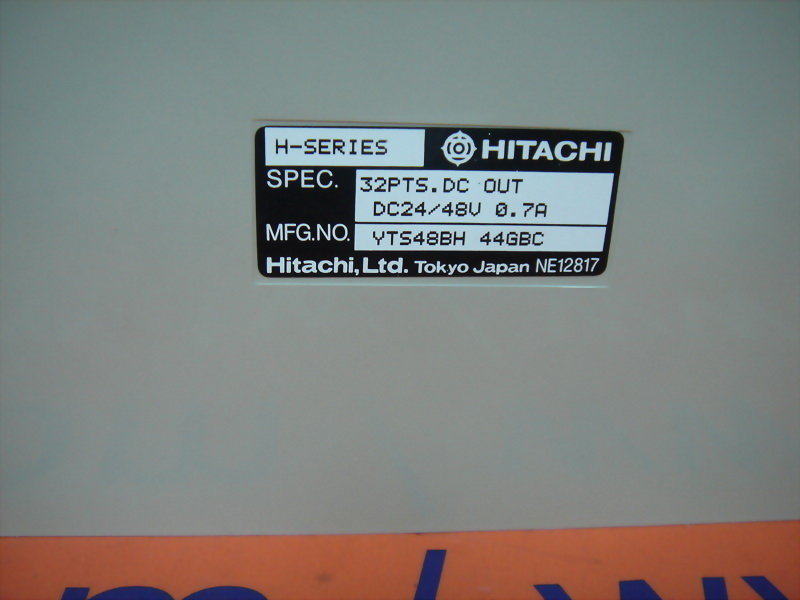 H-SERIES HITACHI
SPEC. 32PTS.DC OUT
DC24/48V 0.7A
MFG.NO. YTS48BH 44GBC
Hitachi,Ltd. Tokyo Japan NE12817